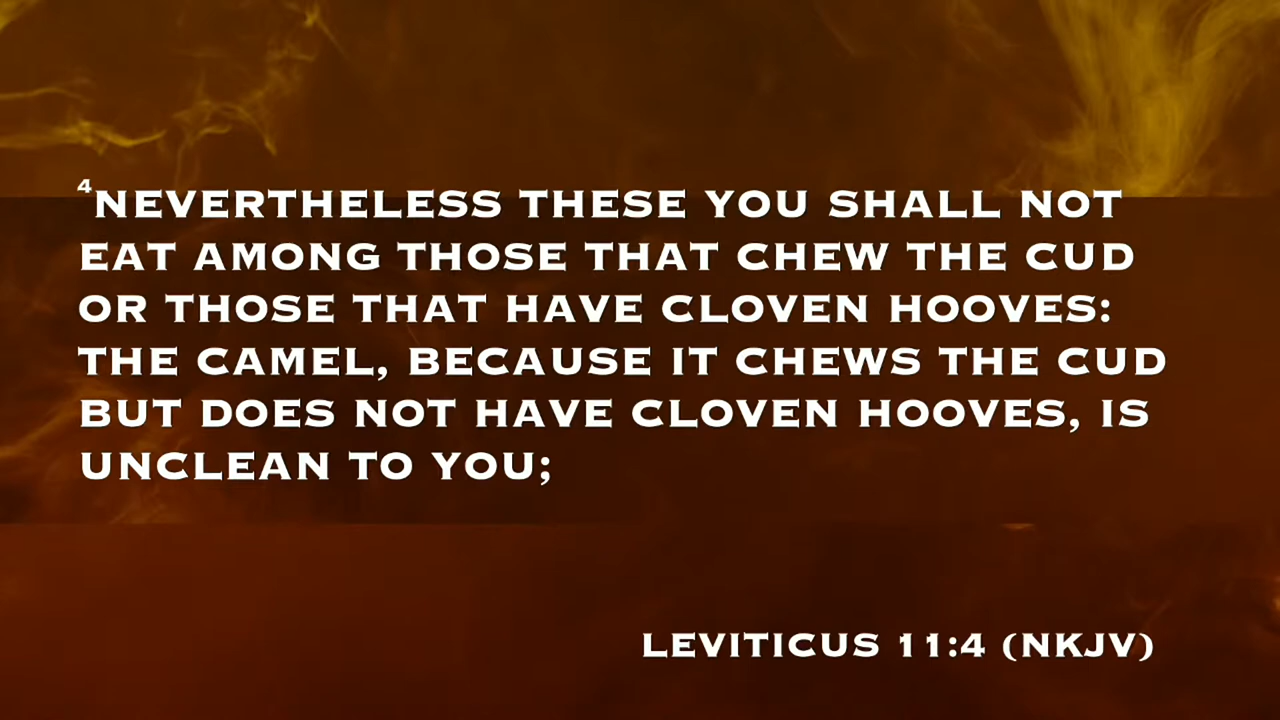 ⁴NEVERTHELESS THESE YOU SHALL NOT
EAT AMONG THOSE THAT CHEW THE CUD
OR THOSE THAT HAVE CLOVEN HOOVES:
THE CAMEL, BECAUSE IT CHEWS THE CUD
BUT DOES NOT HAVE CLOVEN HOOVES, IS
UNCLEAN TO YOU;
LEVITICUS 11:4 (NKJV)